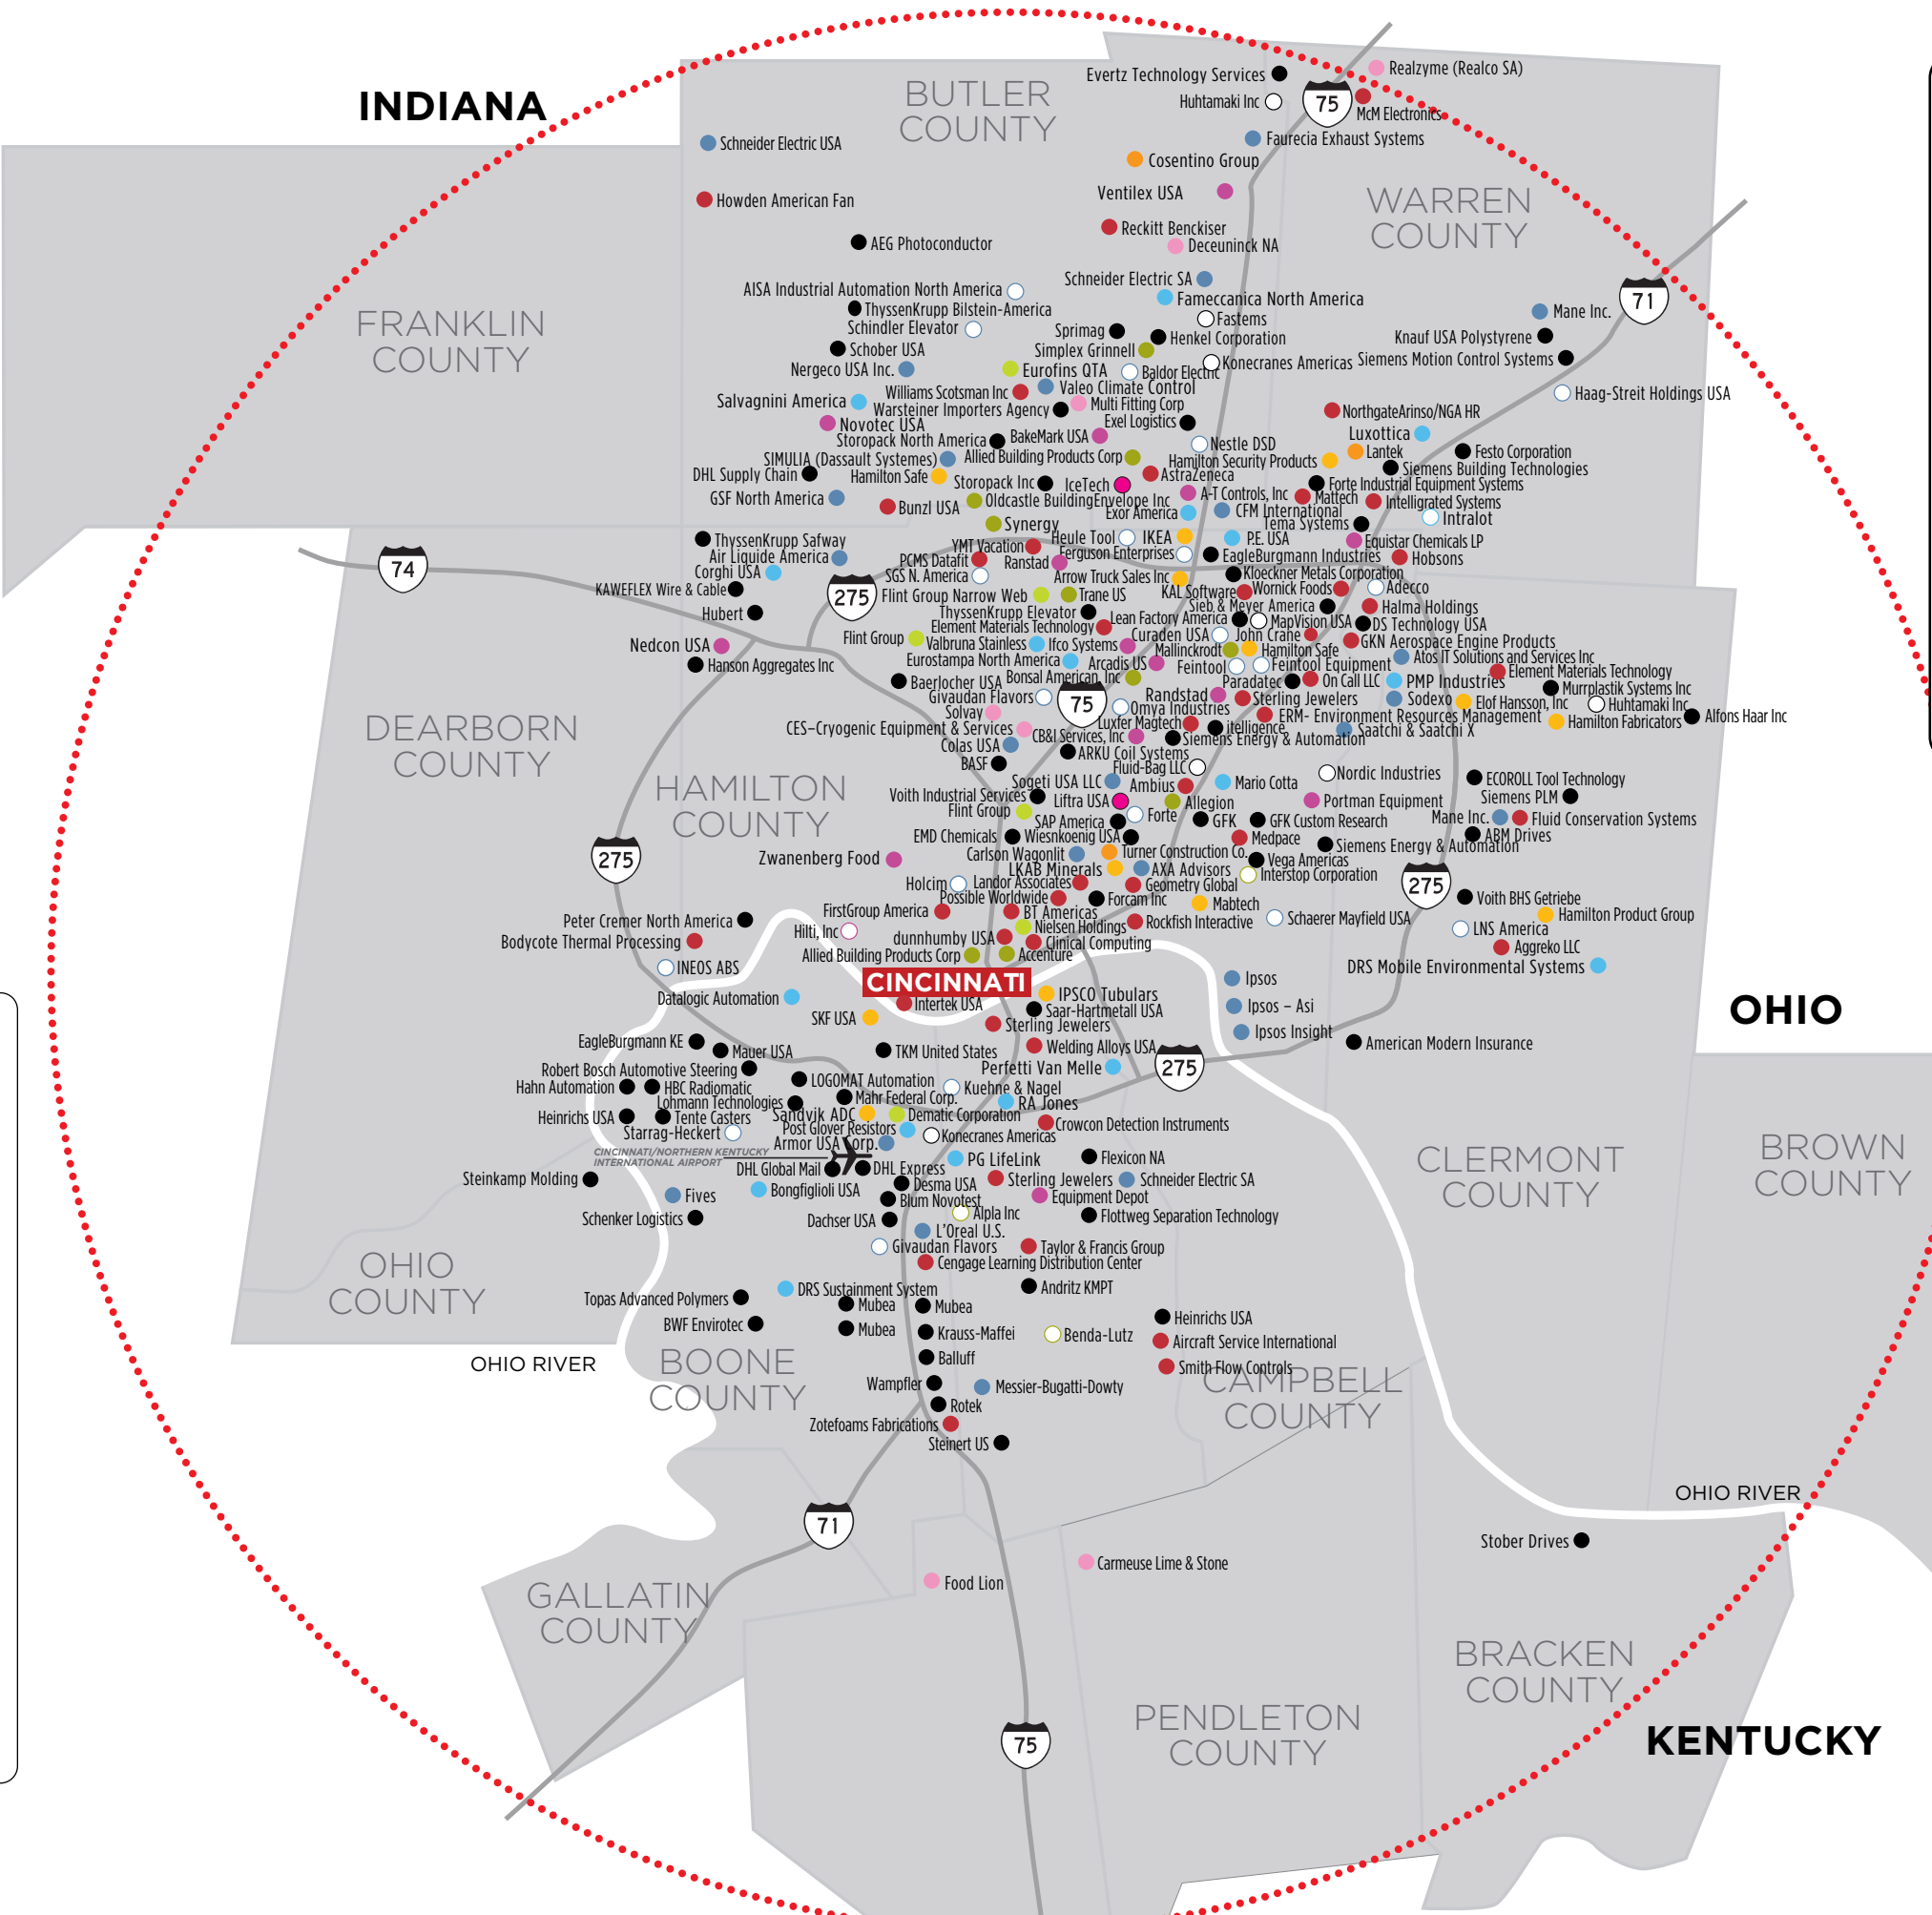 INDIANA
BUTLER
COUNTY
Evertz Technology Services
Realzyme (Realco SA)
Huhtamaki Inc
75
McM Electronics
Schneider Electric USA
Faurecia Exhaust Systems
Cosentino Group
Ventilex USA
WARREN
COUNTY
Howden American Fan
Reckitt Benckiser
AEG Photoconductor
Deceuninck NA
Schneider Electric SA
AISA Industrial Automation North America
Fameccanica North America
71
ThyssenKrupp Bilstein-America
Fastems
Mane Inc.
FRANKLIN
COUNTY
Schindler Elevator
Sprimag
Henkel Corporation
Knauf USA Polystyrene
Schober USA
Simplex Grinnell
Konecranes Americas
Siemens Motion Control Systems
Nergeco USA Inc.
Eurofins QTA
Baldor Electric
Williams Scotsman Inc
Valeo Climate Control
Haag-Streit Holdings USA
Salvagnini America
Warsteiner Importers Agency
Multi Fitting Corp
NorthgateArinso/NGA HR
Novotec USA
Exel Logistics
Luxottica
Storopack North America
BakeMark USA
Nestle DSD
Lantek
Festo Corporation
SIMULIA (Dassault Systemes)
Allied Building Products Corp
Hamilton Security Products
Siemens Building Technologies
DHL Supply Chain
Hamilton Safe
Storopack Inc
IceTech
AstraZeneca
Forte Industrial Equipment Systems
GSF North America
Bunzl USA
Oldcastle BuildingEnvelope Inc
A-T Controls, Inc
Mattech
Intelligrated Systems
Exor America
CFM International
Intralot
Synergy
Tema Systems
ThyssenKrupp Safway
Heule Tool
IKEA
P.E. USA
Equistar Chemicals LP
YMT Vacation
Air Liquide America
PCMS Datafit
Ranstad
Ferguson Enterprises
EagleBurgmann Industries
Hobsons
74
Corghi USA
SGS N. America
Arrow Truck Sales Inc
Kloeckner Metals Corporation
KAWEFLEX Wire & Cable
275
Flint Group Narrow Web
Trane US
KAL Software
Wornick Foods
Adecco
Hubert
ThyssenKrupp Elevator
Lean Factory America
Sieb & Meyer America
Halma Holdings
Element Materials Technology
MapVision USA
DS Technology USA
Flint Group
Curaden USA
John Crane
GKN Aerospace Engine Products
Nedcon USA
Valbruna Stainless
Ifco Systems
Mallinckrodt
Hamilton Safe
Atos IT Solutions and Services Inc
Hanson Aggregates Inc
Eurostampa North America
Arcadis US
Feintool
Feintool Equipment
Element Materials Technology
Baerlocher USA
Bonsal American, Inc
Paradatec
On Call LLC
PMP Industries
Murrplastik Systems Inc
Givaudan Flavors
75
Randstad
Sterling Jewelers
Sodexo
Elof Hansson, Inc
Huhtamaki Inc
Solvay
Omya Industries
ERM- Environment Resources Management
Hamilton Fabricators
Alfons Haar Inc
DEARBORN
COUNTY
CES–Cryogenic Equipment & Services
Luxfer Magtech
itelligence
Saatchi & Saatchi X
CB&I Services, Inc
Siemens Energy & Automation
Colas USA
ARKU Coil Systems
BASF
Fluid-Bag LLC
Nordic Industries
HAMILTON
COUNTY
Sogeti USA LLC
Ambius
Mario Cotta
ECOROLL Tool Technology
Voith Industrial Services
Liftra USA
Allegion
Portman Equipment
Siemens PLM
Flint Group
SAP America
Forte
GFK
GFK Custom Research
Mane Inc.
Fluid Conservation Systems
EMD Chemicals
Wiesnkoenig USA
Medpace
ABM Drives
Siemens Energy & Automation
275
Zwanenberg Food
Carlson Wagonlit
Turner Construction Co.
Vega Americas
LKAB Minerals
AXA Advisors
Interstop Corporation
Holcim
Landor Associates
Geometry Global
275
Possible Worldwide
Forcam Inc
Mabtech
Voith BHS Getriebe
Peter Cremer North America
FirstGroup America
BT Americas
Rockfish Interactive
Schaerer Mayfield USA
Hamilton Product Group
Hilti, Inc
Nielsen Holdings
LNS America
Bodycote Thermal Processing
dunnhumby USA
Clinical Computing
Aggreko LLC
INEOS ABS
Allied Building Products Corp
Accenture
DRS Mobile Environmental Systems
CINCINNATI
Ipsos
Datalogic Automation
Intertek USA
IPSCO Tubulars
Ipsos – Asi
OHIO
SKF USA
Saar-Hartmetall USA
Sterling Jewelers
Ipsos Insight
EagleBurgmann KE
Mauer USA
TKM United States
Welding Alloys USA
American Modern Insurance
Robert Bosch Automotive Steering
Perfetti Van Melle
275
Hahn Automation
HBC Radiomatic
LOGOMAT Automation
Kuehne & Nagel
Lohmann Technologies
Mahr Federal Corp.
RA Jones
Heinrichs USA
Tente Casters
Sandvik ADC
Dematic Corporation
Crowcon Detection Instruments
Starrag-Heckert
Post Glover Resistors
Konecranes Americas
Armor USA Corp.
CINCINNATI/NORTHERN KENTUCKY
INTERNATIONAL AIRPORT
DHL Global Mail
DHL Express
PG LifeLink
Flexicon NA
CLERMONT
COUNTY
BROWN
COUNTY
Steinkamp Molding
Desma USA
Sterling Jewelers
Schneider Electric SA
Fives
Bongfiglioli USA
Blum Novotest
Equipment Depot
Schenker Logistics
Dachser USA
Alpla Inc
Flottweg Separation Technology
L'Oreal U.S.
Givaudan Flavors
Taylor & Francis Group
OHIO
COUNTY
Cengage Learning Distribution Center
DRS Sustainment System
Andritz KMPT
Topas Advanced Polymers
Mubea
Mubea
Heinrichs USA
BWF Envirotec
Mubea
Krauss-Maffei
Benda-Lutz
Aircraft Service International
OHIO RIVER
BOONE
COUNTY
Balluff
Smith Flow Controls
Wampfler
Messier-Bugatti-Dowty
CAMPBELL
COUNTY
Rotek
Zotefoams Fabrications
Steinert US
OHIO RIVER
71
Stober Drives
Carmeuse Lime & Stone
Food Lion
GALLATIN
COUNTY
BRACKEN
COUNTY
PENDLETON
COUNTY
75
KENTUCKY